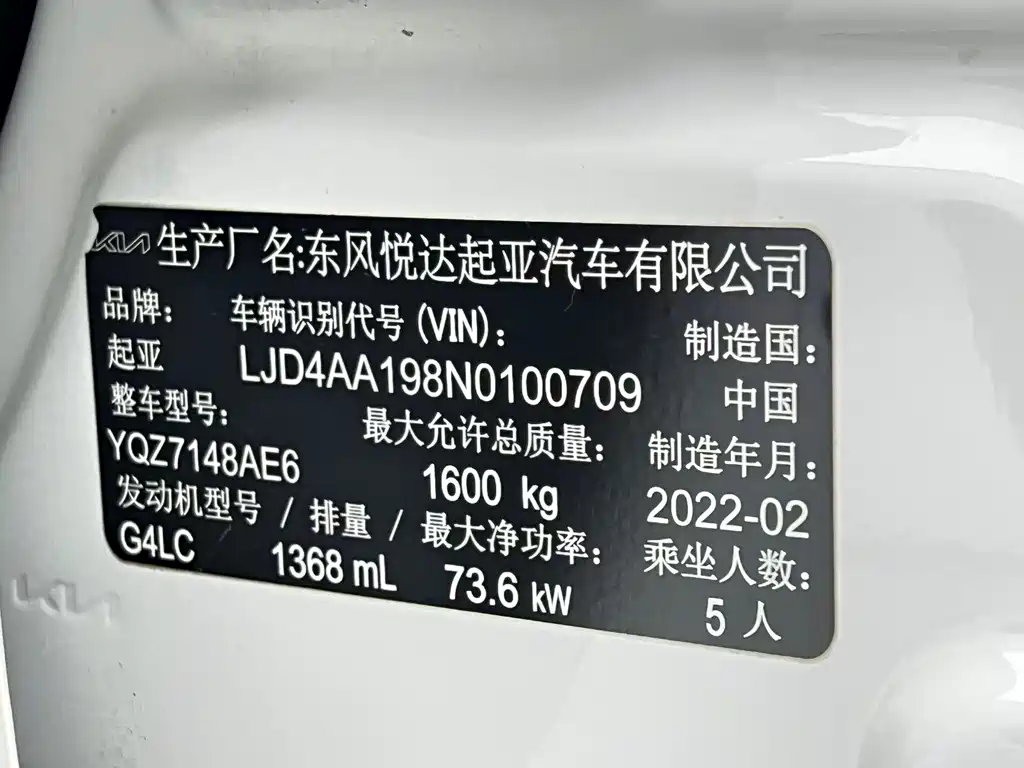 KIA 生产厂名:东风悦达起亚汽车有限公司
品牌: 车辆识别代号(VIN): 制造国:
起亚 LJD4AA198N0100709 中国
整车型号: 最大允许总质量: 制造年月:
YQZ7148AE6 1600 kg 2022-02
发动机型号 / 排量 / 最大净功率: 乘坐人数:
G4LC 1368 mL 73.6 kW 5 人
KIA